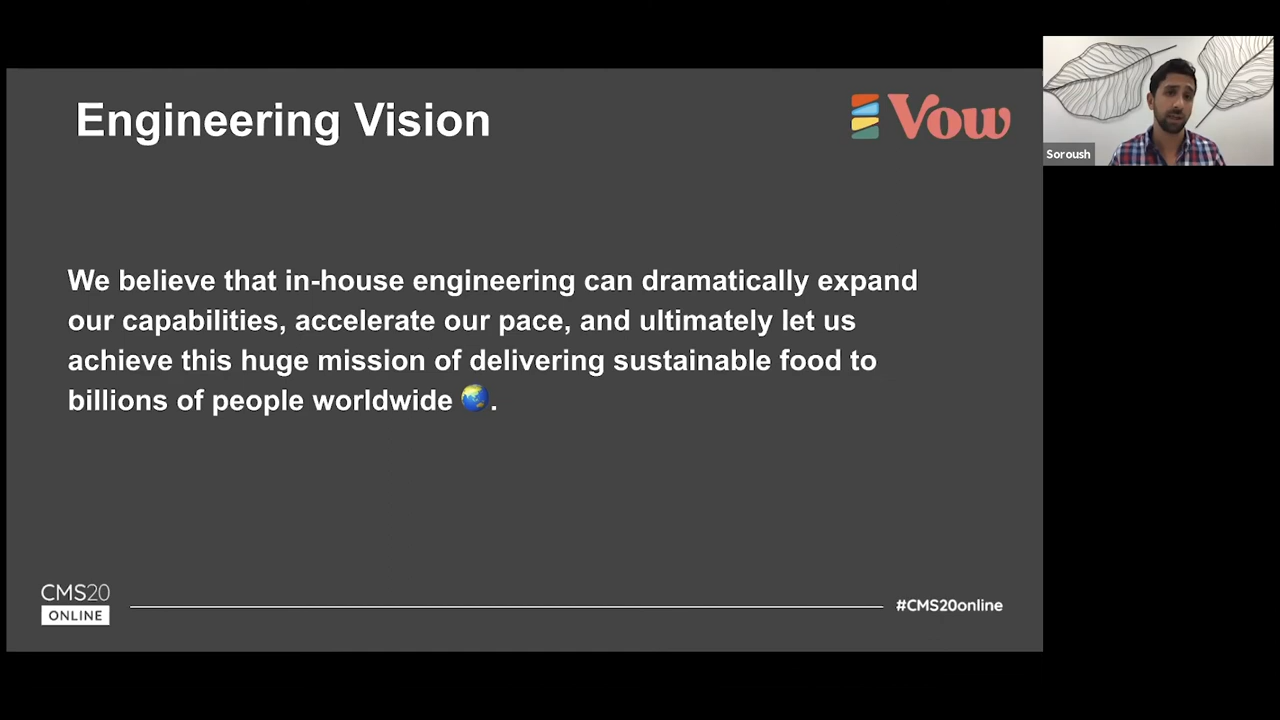 Engineering Vision
Vow
Soroush
We believe that in-house engineering can dramatically expand
our capabilities, accelerate our pace, and ultimately let us
achieve this huge mission of delivering sustainable food to
billions of people worldwide 🌏.
CMS20
ONLINE
#CMS20online